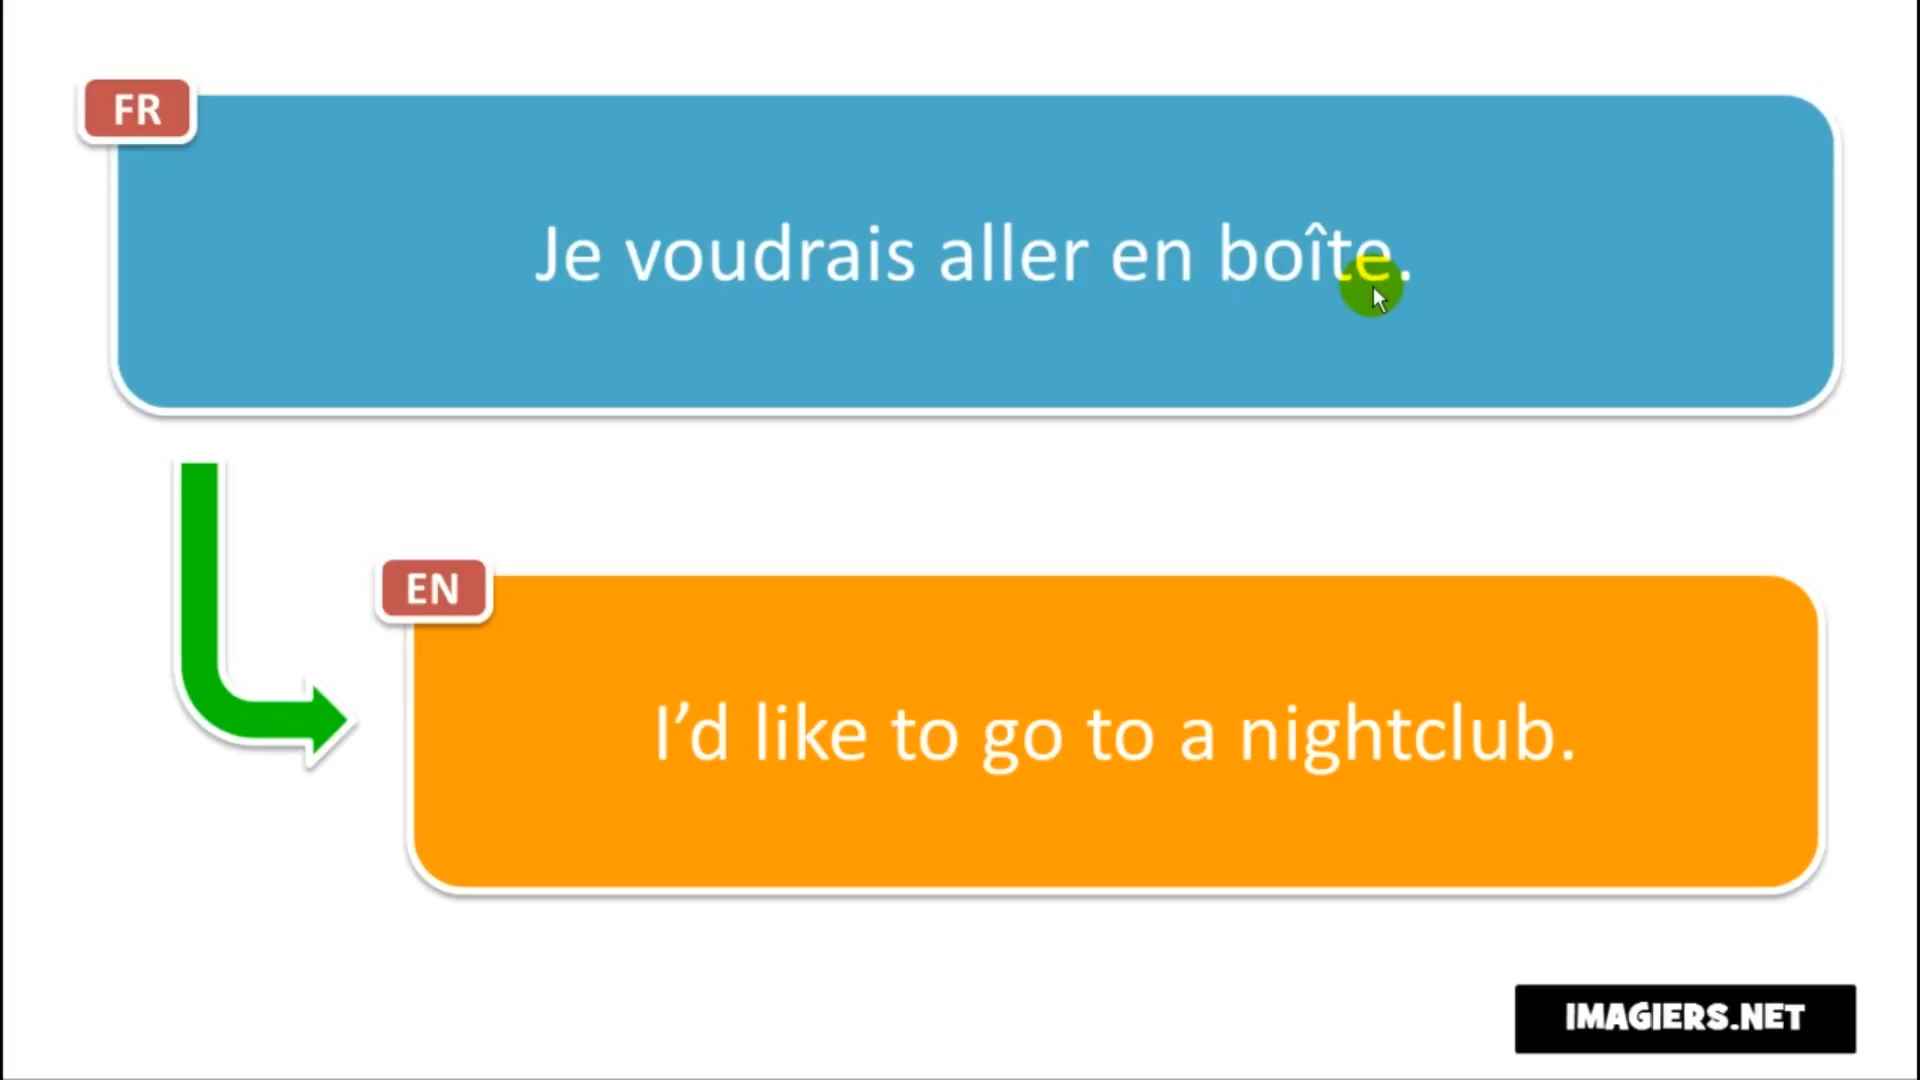 FR
Je voudrais aller en boîte.
EN
I’d like to go to a nightclub.
IMAGIERS.NET